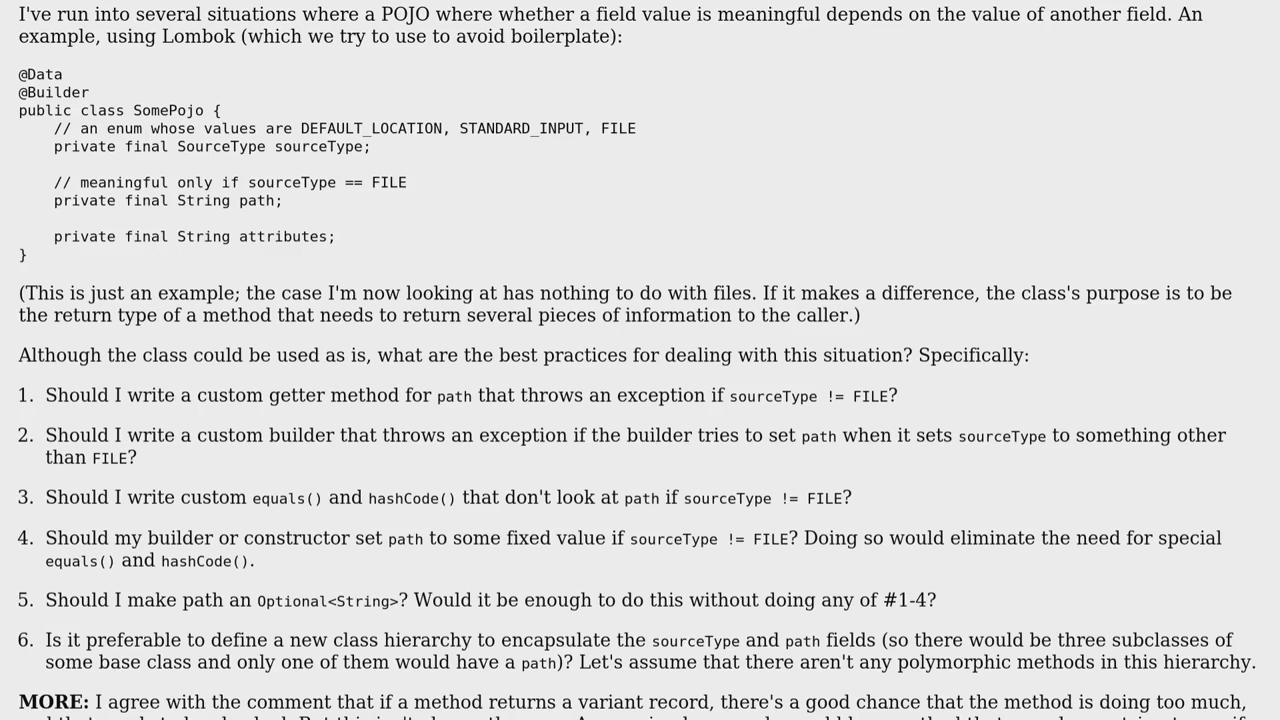 I've run into several situations where a POJO where whether a field value is meaningful depends on the value of another field. An
example, using Lombok (which we try to use to avoid boilerplate):
@Data
@Builder
public class SomePojo {
// an enum whose values are DEFAULT_LOCATION, STANDARD_INPUT, FILE
private final SourceType sourceType;
// meaningful only if sourceType == FILE
private final String path;
private final String attributes;
}
(This is just an example; the case I'm now looking at has nothing to do with files. If it makes a difference, the class's purpose is to be
the return type of a method that needs to return several pieces of information to the caller.)
Although the class could be used as is, what are the best practices for dealing with this situation? Specifically:
1. Should I write a custom getter method for path that throws an exception if sourceType != FILE?
2. Should I write a custom builder that throws an exception if the builder tries to set path when it sets sourceType to something other
than FILE?
3. Should I write custom equals() and hashCode() that don't look at path if sourceType != FILE?
4. Should my builder or constructor set path to some fixed value if sourceType != FILE? Doing so would eliminate the need for special
equals() and hashCode().
5. Should I make path an Optional<String>? Would it be enough to do this without doing any of #1-4?
6. Is it preferable to define a new class hierarchy to encapsulate the sourceType and path fields (so there would be three subclasses of
some base class and only one of them would have a path)? Let's assume that there aren't any polymorphic methods in this hierarchy.
MORE: I agree with the comment that if a method returns a variant record, there's a good chance that the method is doing too much,